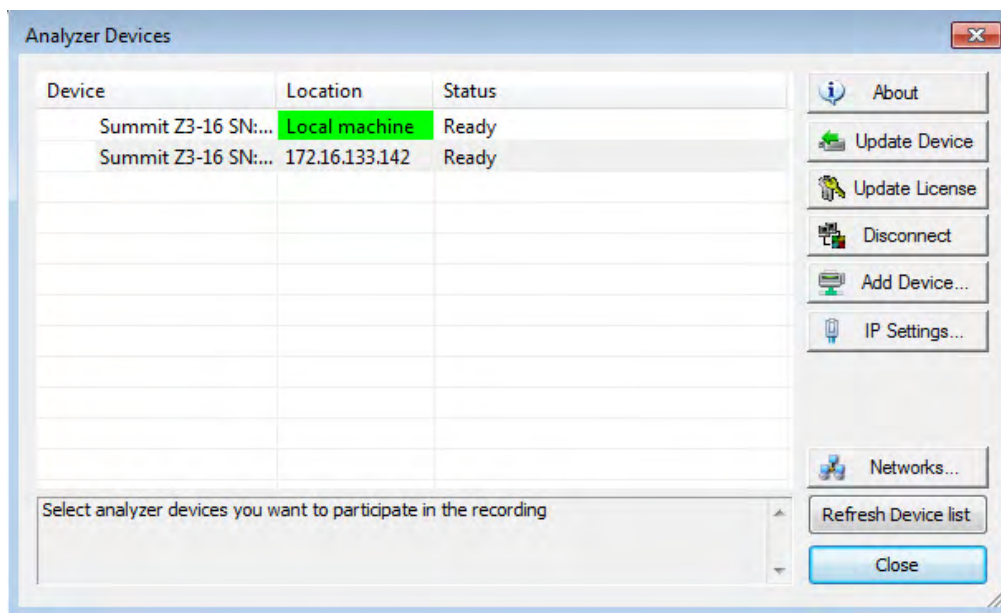 Analyzer Devices
Device Location Status
Summit Z3-16 SN:... Local machine Ready
Summit Z3-16 SN:... 172.16.133.142 Ready
About
Update Device
Update License
Disconnect
Add Device...
IP Settings...
Networks...
Select analyzer devices you want to participate in the recording
Refresh Device list
Close